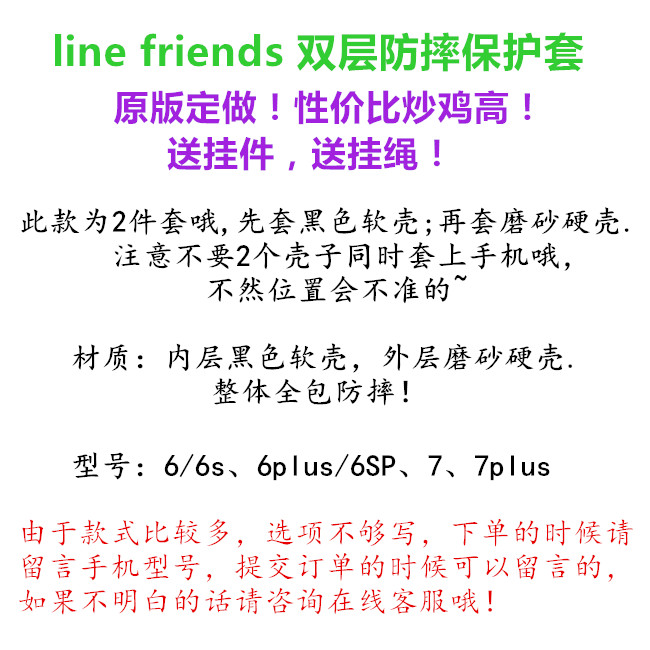 line friends 双层防摔保护套
原版定做！性价比炒鸡高！
送挂件，送挂绳！
此款为2件套哦,先套黑色软壳;再套磨砂硬壳.
注意不要2个壳子同时套上手机哦,
不然位置会不准的~
材质：内层黑色软壳，外层磨砂硬壳.
整体全包防摔!
型号：6/6s、6plus/6SP、7、7plus
由于款式比较多，选项不够写，下单的时候请
留言手机型号，提交订单的时候可以留言的，
如果不明白的话请咨询在线客服哦!